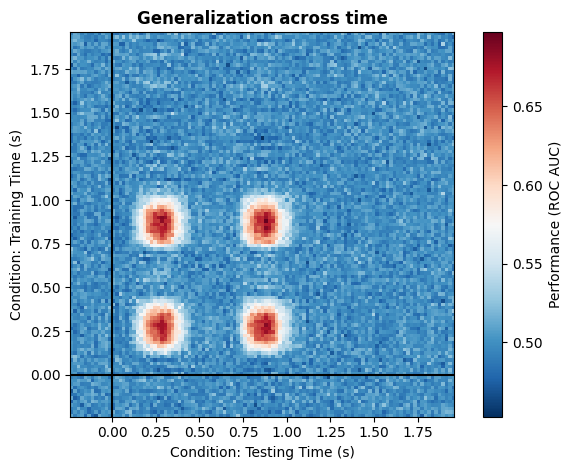 Generalization across time
Condition: Training Time (s)
1.75
1.50
1.25
1.00
0.75
0.50
0.25
0.00
0.00 0.25 0.50 0.75 1.00 1.25 1.50 1.75
Condition: Testing Time (s)
0.65
0.60
0.55
0.50
Performance (ROC AUC)